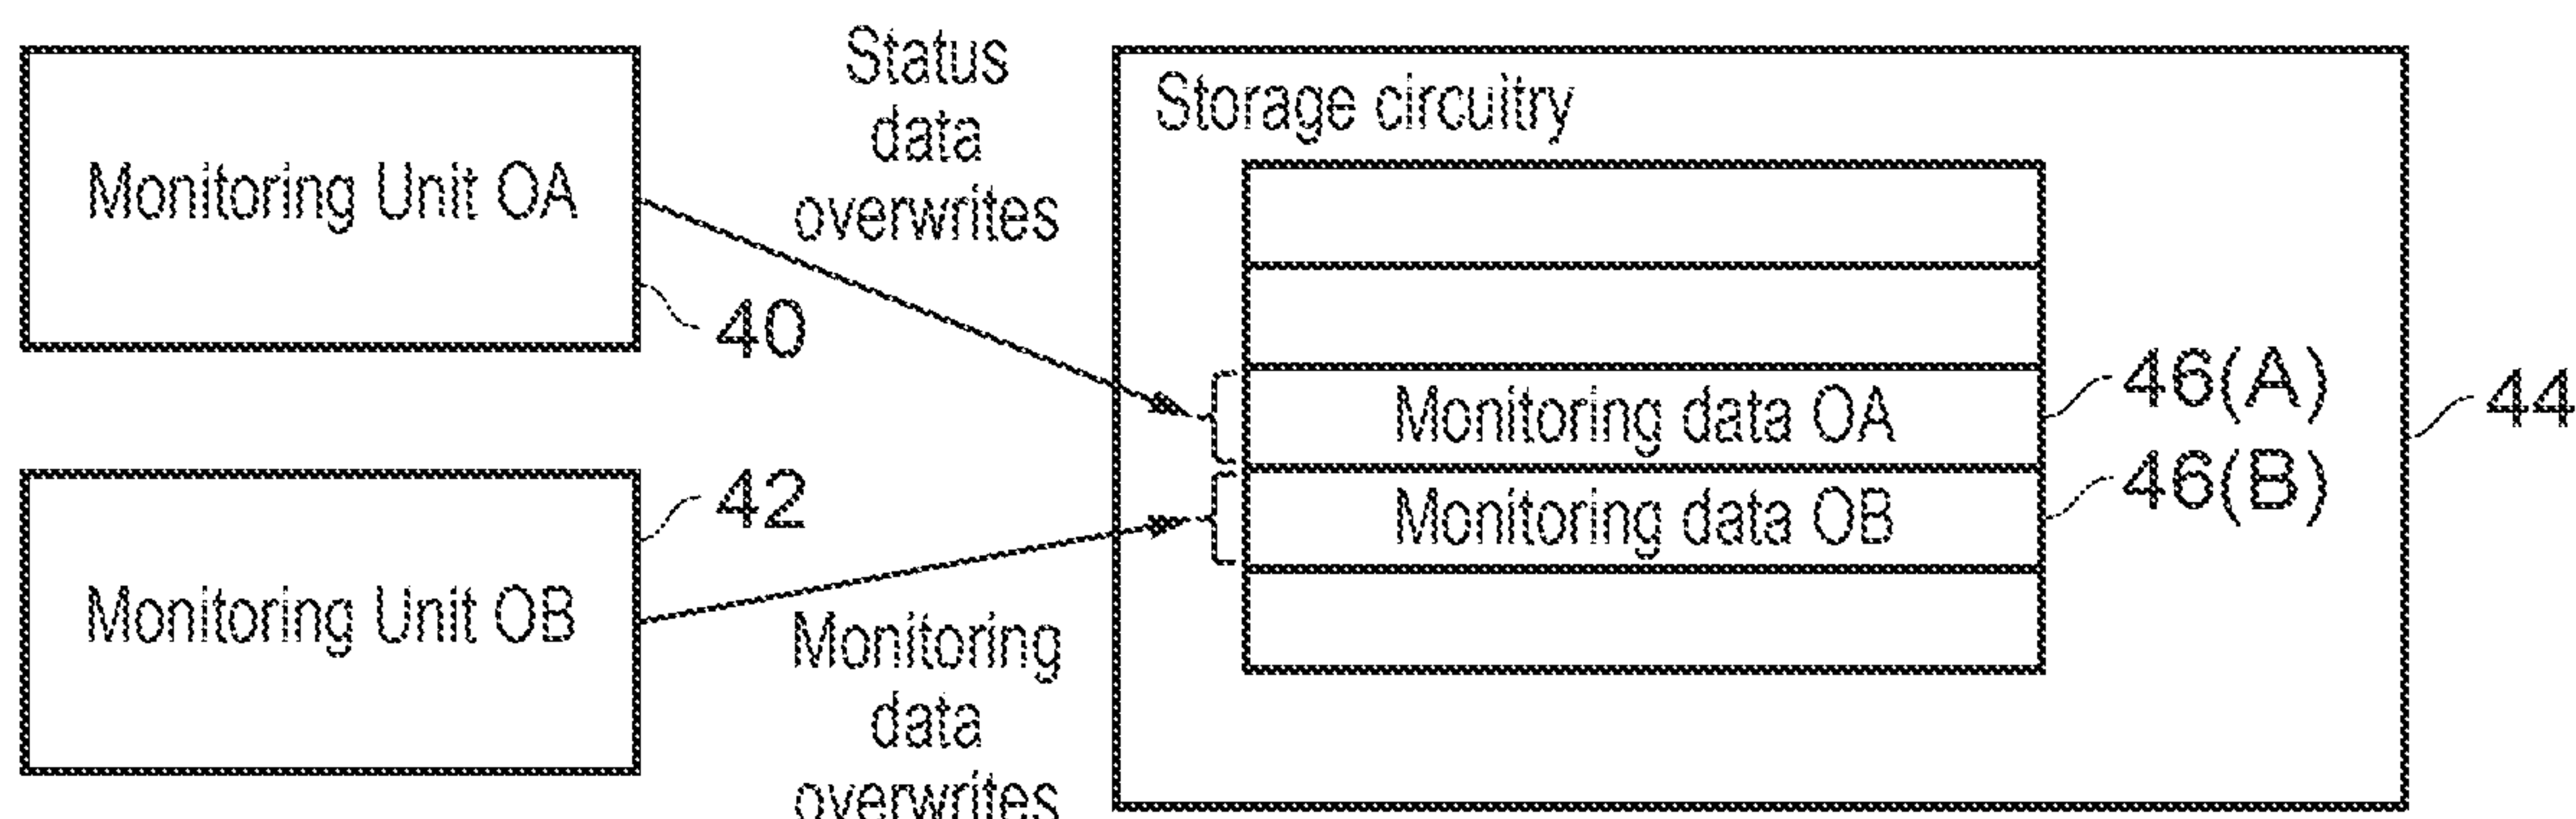 Status
data
overwrites
Storage circuitry
Monitoring Unit OA
40
Monitoring data OA
46(A)
44
42
Monitoring data OB
46(B)
Monitoring Unit OB
Monitoring
data
overwrites